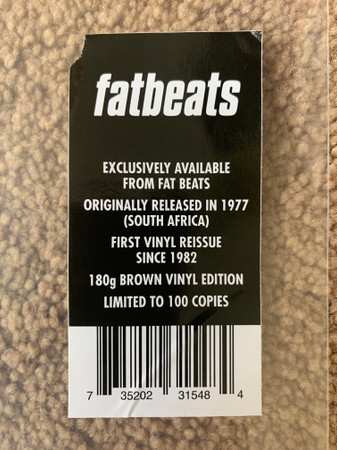 fatbeats
EXCLUSIVELY AVAILABLE
FROM FAT BEATS
ORIGINALLY RELEASED IN 1977
(SOUTH AFRICA)
FIRST VINYL REISSUE
SINCE 1982
180g BROWN VINYL EDITION
LIMITED TO 100 COPIES
7 35202 31548 4